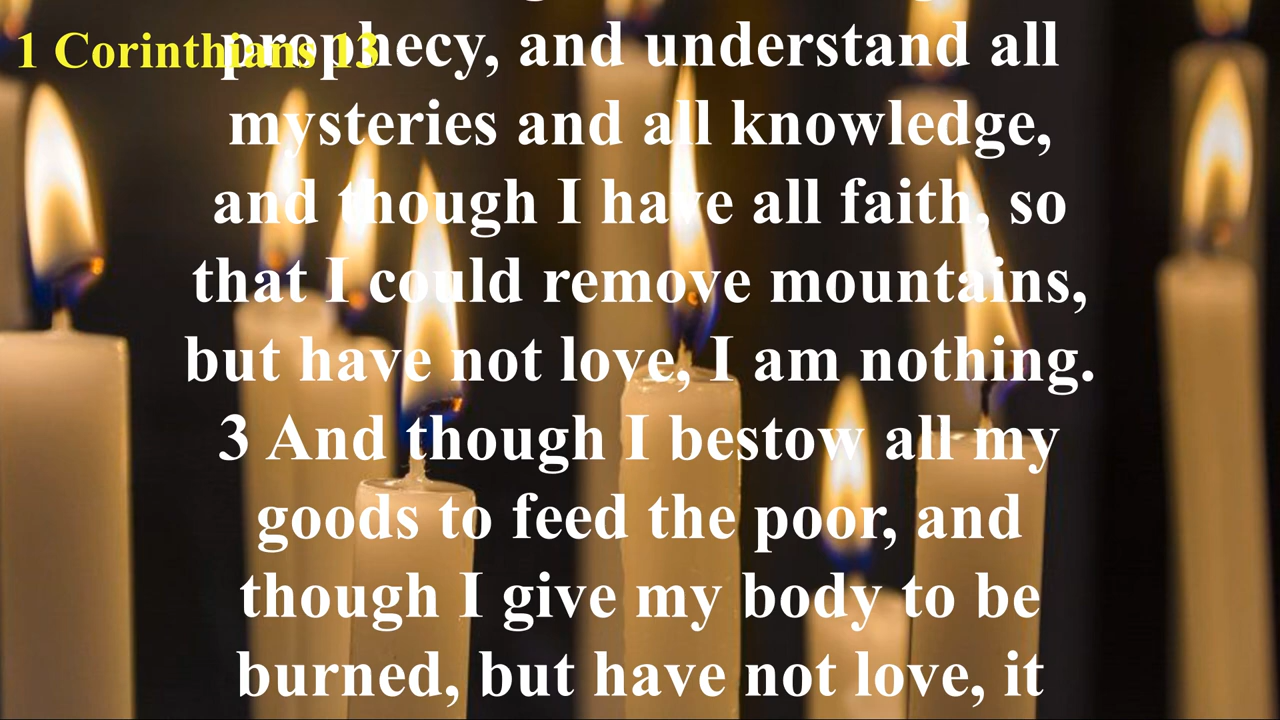 1 Corinthians 13
prophecy, and understand all
mysteries and all knowledge,
and though I have all faith, so
that I could remove mountains,
but have not love, I am nothing.
3 And though I bestow all my
goods to feed the poor, and
though I give my body to be
burned, but have not love, it